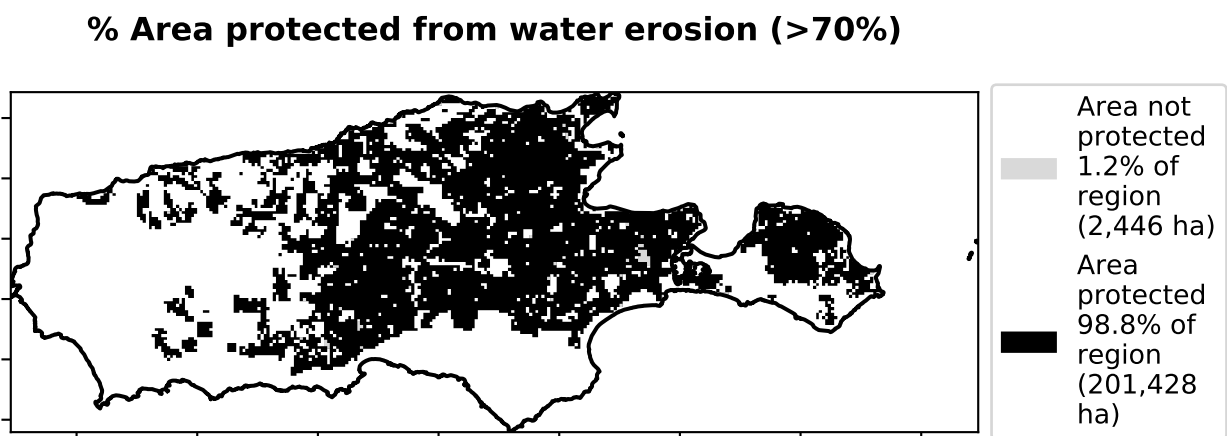 % Area protected from water erosion (>70%)
Area not
protected
1.2% of
region
(2,446 ha)
Area
protected
98.8% of
region
(201,428
ha)